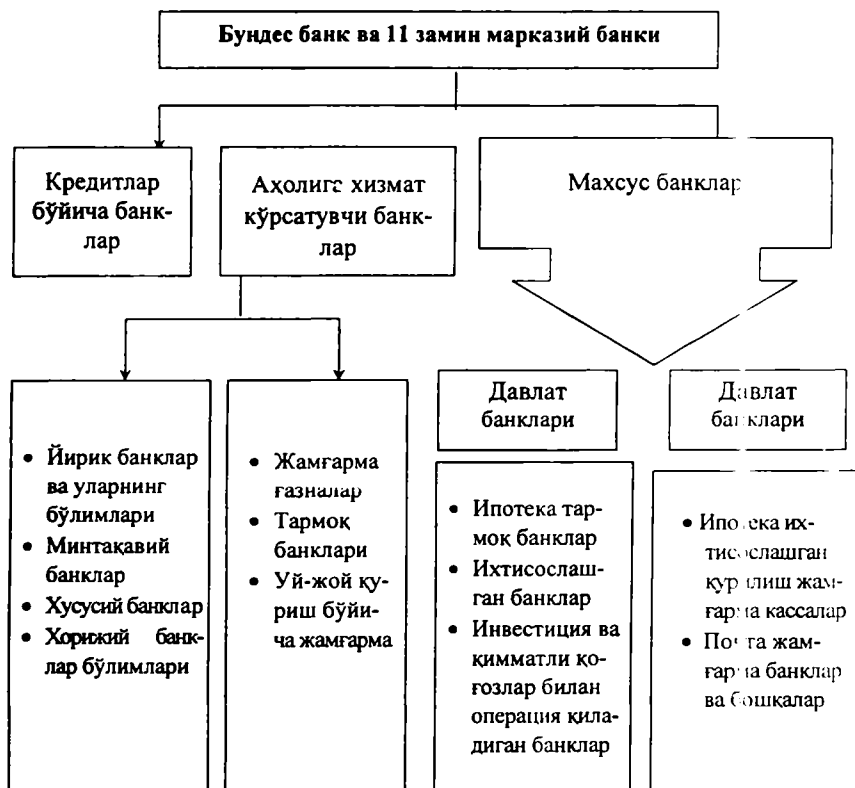 Бундес банк ва 11 замин марказий банки
Кредитлар
бўйича банк-
лар
Аҳолига хизмат
кўрсатувчи банк-
лар
Махсус банклар
• Йирик банклар
ва уларнинг
бўлимлари
• Минтақавий
банклар
• Хусусий банклар
• Хорижий банк-
лар бўлимлари
• Жамғарма
ғазналар
• Тармоқ
банклари
• Уй-жой қу-
риш бўйи-
ча жамғарма
Давлат
банклари
• Ипотека тар-
моқ банклар
• Ихтисослаш-
ган банклар
• Инвестиция ва
қимматли қо-
ғозлар билан
операция қила-
диган банклар
Давлат
банклари
• Ипотека их-
тисослашган
қурилиш жам-
ғарма кассалар
• Почта жам-
ғарма банклар
ва бошқалар